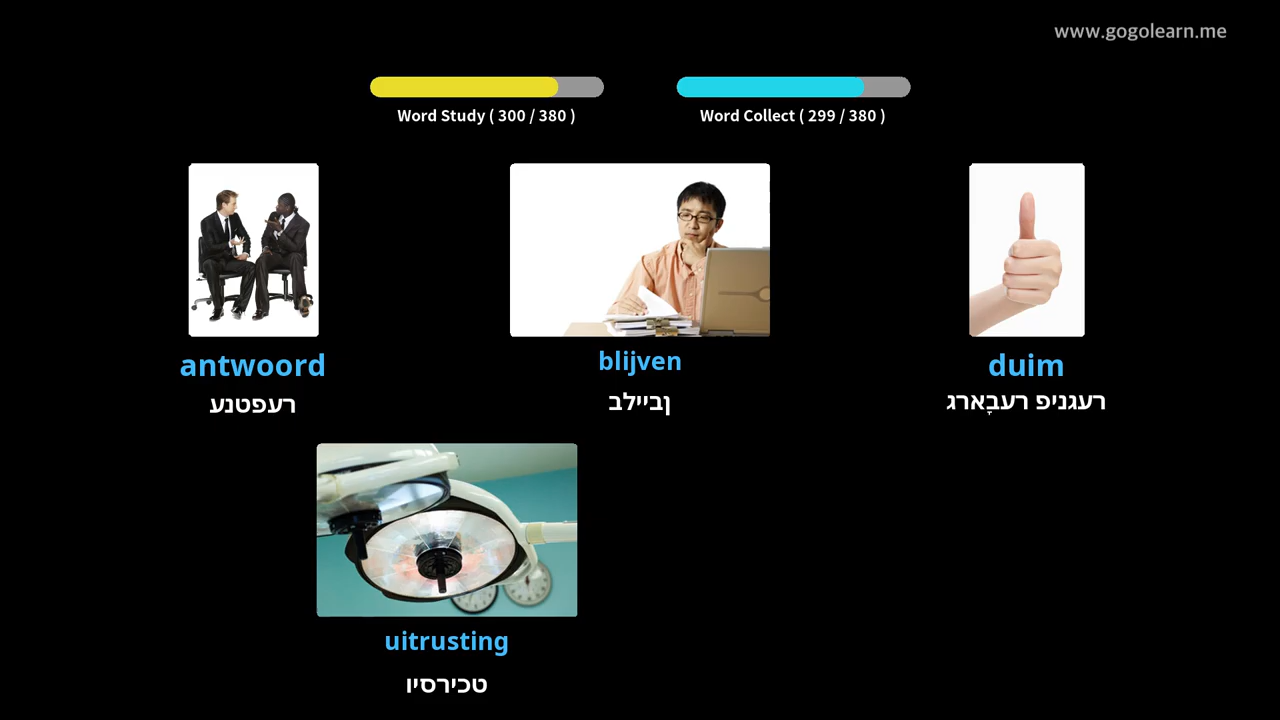 www.gogolearn.me
Word Study ( 300 / 380 )
Word Collect ( 299 / 380 )
antwoord
רעפטנע
blijven
ןביילב
duim
רעגניפ רעבָארג
uitrusting
טכירסיו